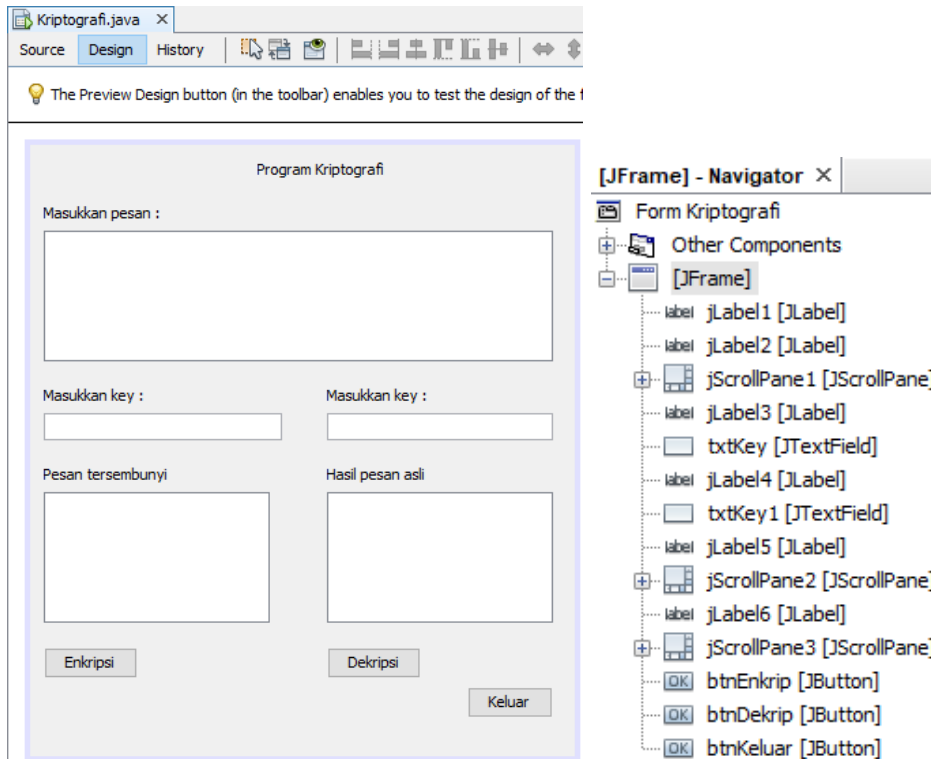 Kriptografi.java
Source Design History
The Preview Design button (in the toolbar) enables you to test the design of the f
Program Kriptografi
Masukkan pesan :
Masukkan key : Masukkan key :
Pesan tersembunyi Hasil pesan asli
Enkripsi Dekripsi
Keluar
[JFrame] - Navigator
Form Kriptografi
Other Components
[JFrame]
label jLabel1 [JLabel]
label jLabel2 [JLabel]
jScrollPane1 [JScrollPane]
label jLabel3 [JLabel]
txtKey [JTextField]
label jLabel4 [JLabel]
txtKey1 [JTextField]
label jLabel5 [JLabel]
jScrollPane2 [JScrollPane]
label jLabel6 [JLabel]
jScrollPane3 [JScrollPane]
OK btnEnkrip [JButton]
OK btnDekrip [JButton]
OK btnKeluar [JButton]